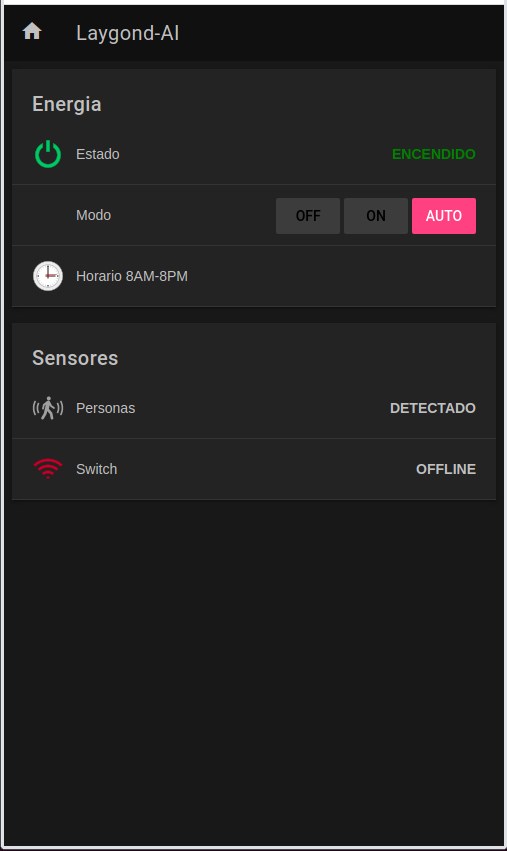 Laygond-AI
Energia
Estado ENCENDIDO
Modo OFF ON AUTO
Horario 8AM-8PM
Sensores
Personas DETECTADO
Switch OFFLINE